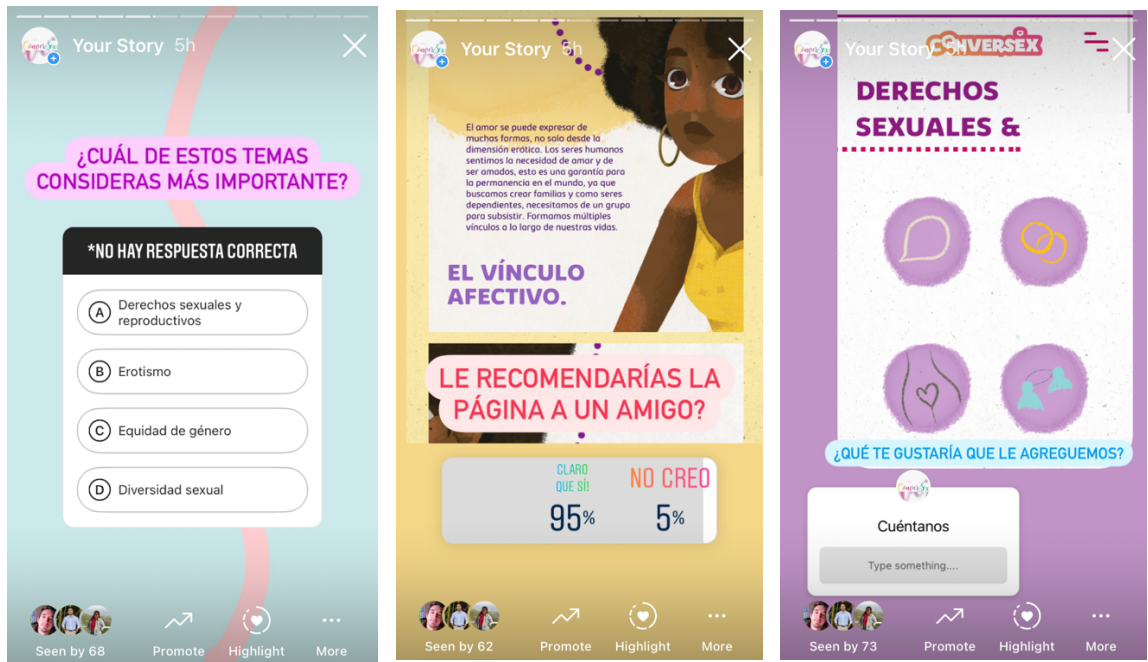 Your Story 5h
¿CUÁL DE ESTOS TEMAS
CONSIDERAS MÁS IMPORTANTE?
*NO HAY RESPUESTA CORRECTA
A Derechos sexuales y
reproductivos
B Erotismo
C Equidad de género
D Diversidad sexual
Seen by 68
Promote
Highlight
More
Your Story 5h
El amor se puede expresar de
muchas formas, no solo desde la
dimensión erótica. Los seres humanos
sentimos la necesidad de amar y de
ser amados, esto es una garantía para
la permanencia en el mundo, ya que
buscamos crear familias y como seres
dependientes, necesitamos de un grupo
para subsistir. Formamos múltiples
vínculos a lo largo de nuestras vidas.
EL VÍNCULO
AFECTIVO.
LE RECOMENDARÍAS LA
PÁGINA A UN AMIGO?
CLARO
QUE SÍ!
95%
NO CREO
5%
Seen by 62
Promote
Highlight
More
Your Story 5h
CONVERSEX
DERECHOS
SEXUALES &
¿QUÉ TE GUSTARÍA QUE LE AGREGUEMOS?
Cuéntanos
Type something....
Seen by 73
Promote
Highlight
More